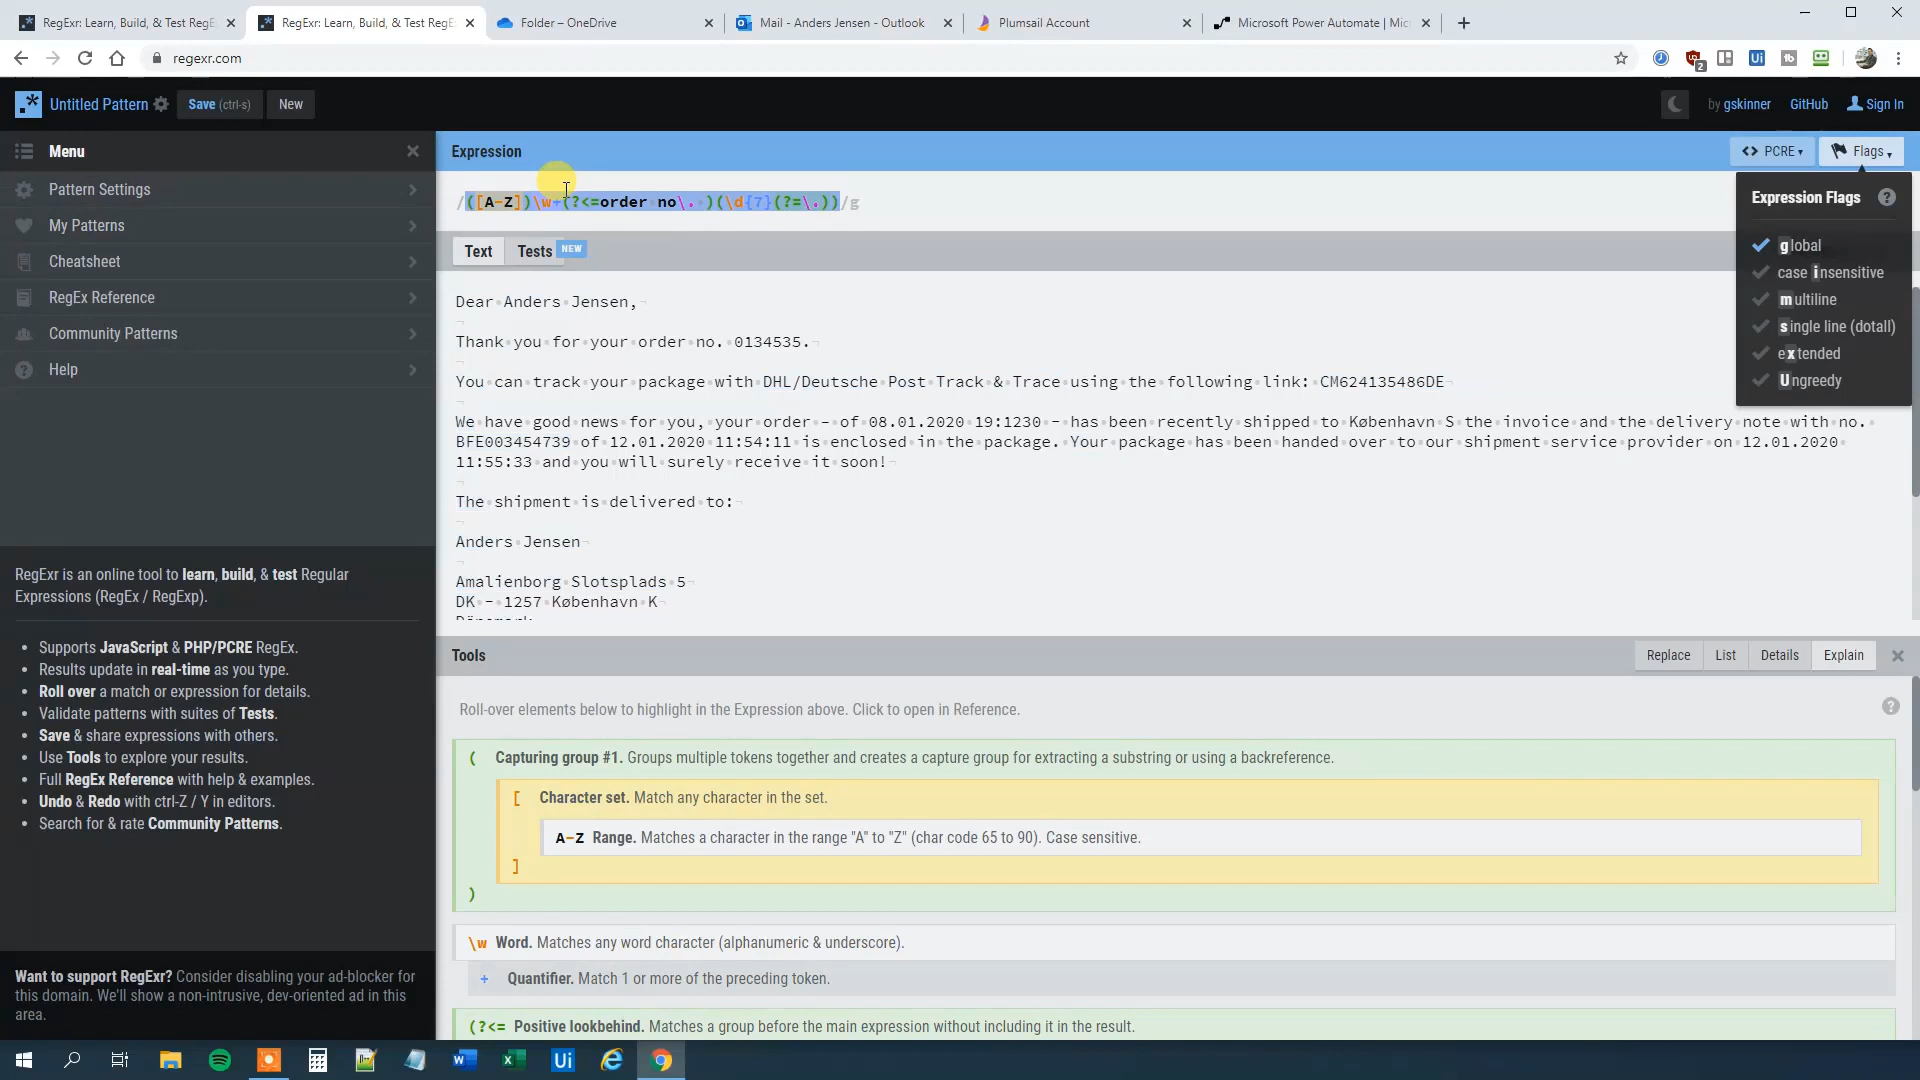 RegExr: Learn, Build, & Test RegE
RegExr: Learn, Build, & Test RegE
Folder – OneDrive
Mail - Anders Jensen - Outlook
Plumsail Account
Microsoft Power Automate | Micr
regexr.com
2
Ui
tb
Untitled Pattern
Save (ctrl-s)
New
by gskinner
GitHub
Sign In
Menu
Pattern Settings
My Patterns
Cheatsheet
RegEx Reference
Community Patterns
Help
RegExr is an online tool to learn, build, & test Regular
Expressions (RegEx / RegExp).
Supports JavaScript & PHP/PCRE RegEx.
Results update in real-time as you type.
Roll over a match or expression for details.
Validate patterns with suites of Tests.
Save & share expressions with others.
Use Tools to explore your results.
Full RegEx Reference with help & examples.
Undo & Redo with ctrl-Z / Y in editors.
Search for & rate Community Patterns.
Want to support RegExr? Consider disabling your ad-blocker for
this domain. We'll show a non-intrusive, dev-oriented ad in this
area.
Expression
<> PCRE
Flags
/([A-Z])\w+(?<=order no\. )(\d{7}(?=\.))/g
Expression Flags
global
case insensitive
multiline
single line (dotall)
extended
Ungreedy
Text
Tests
NEW
Dear Anders Jensen,
Thank you for your order no. 0134535.
You can track your package with DHL/Deutsche Post Track & Trace using the following link: CM624135486DE
We have good news for you, your order - of 08.01.2020 19:1230 - has been recently shipped to København S the invoice and the delivery note with no.
BFE003454739 of 12.01.2020 11:54:11 is enclosed in the package. Your package has been handed over to our shipment service provider on 12.01.2020
11:55:33 and you will surely receive it soon!
The shipment is delivered to:
Anders Jensen
Amalienborg Slotsplads 5
DK - 1257 København K
Tools
Replace
List
Details
Explain
Roll-over elements below to highlight in the Expression above. Click to open in Reference.
( Capturing group #1. Groups multiple tokens together and creates a capture group for extracting a substring or using a backreference.
[ Character set. Match any character in the set.
A-Z Range. Matches a character in the range "A" to "Z" (char code 65 to 90). Case sensitive.
]
)
\w Word. Matches any word character (alphanumeric & underscore).
+ Quantifier. Match 1 or more of the preceding token.
(?<= Positive lookbehind. Matches a group before the main expression without including it in the result.
Ui